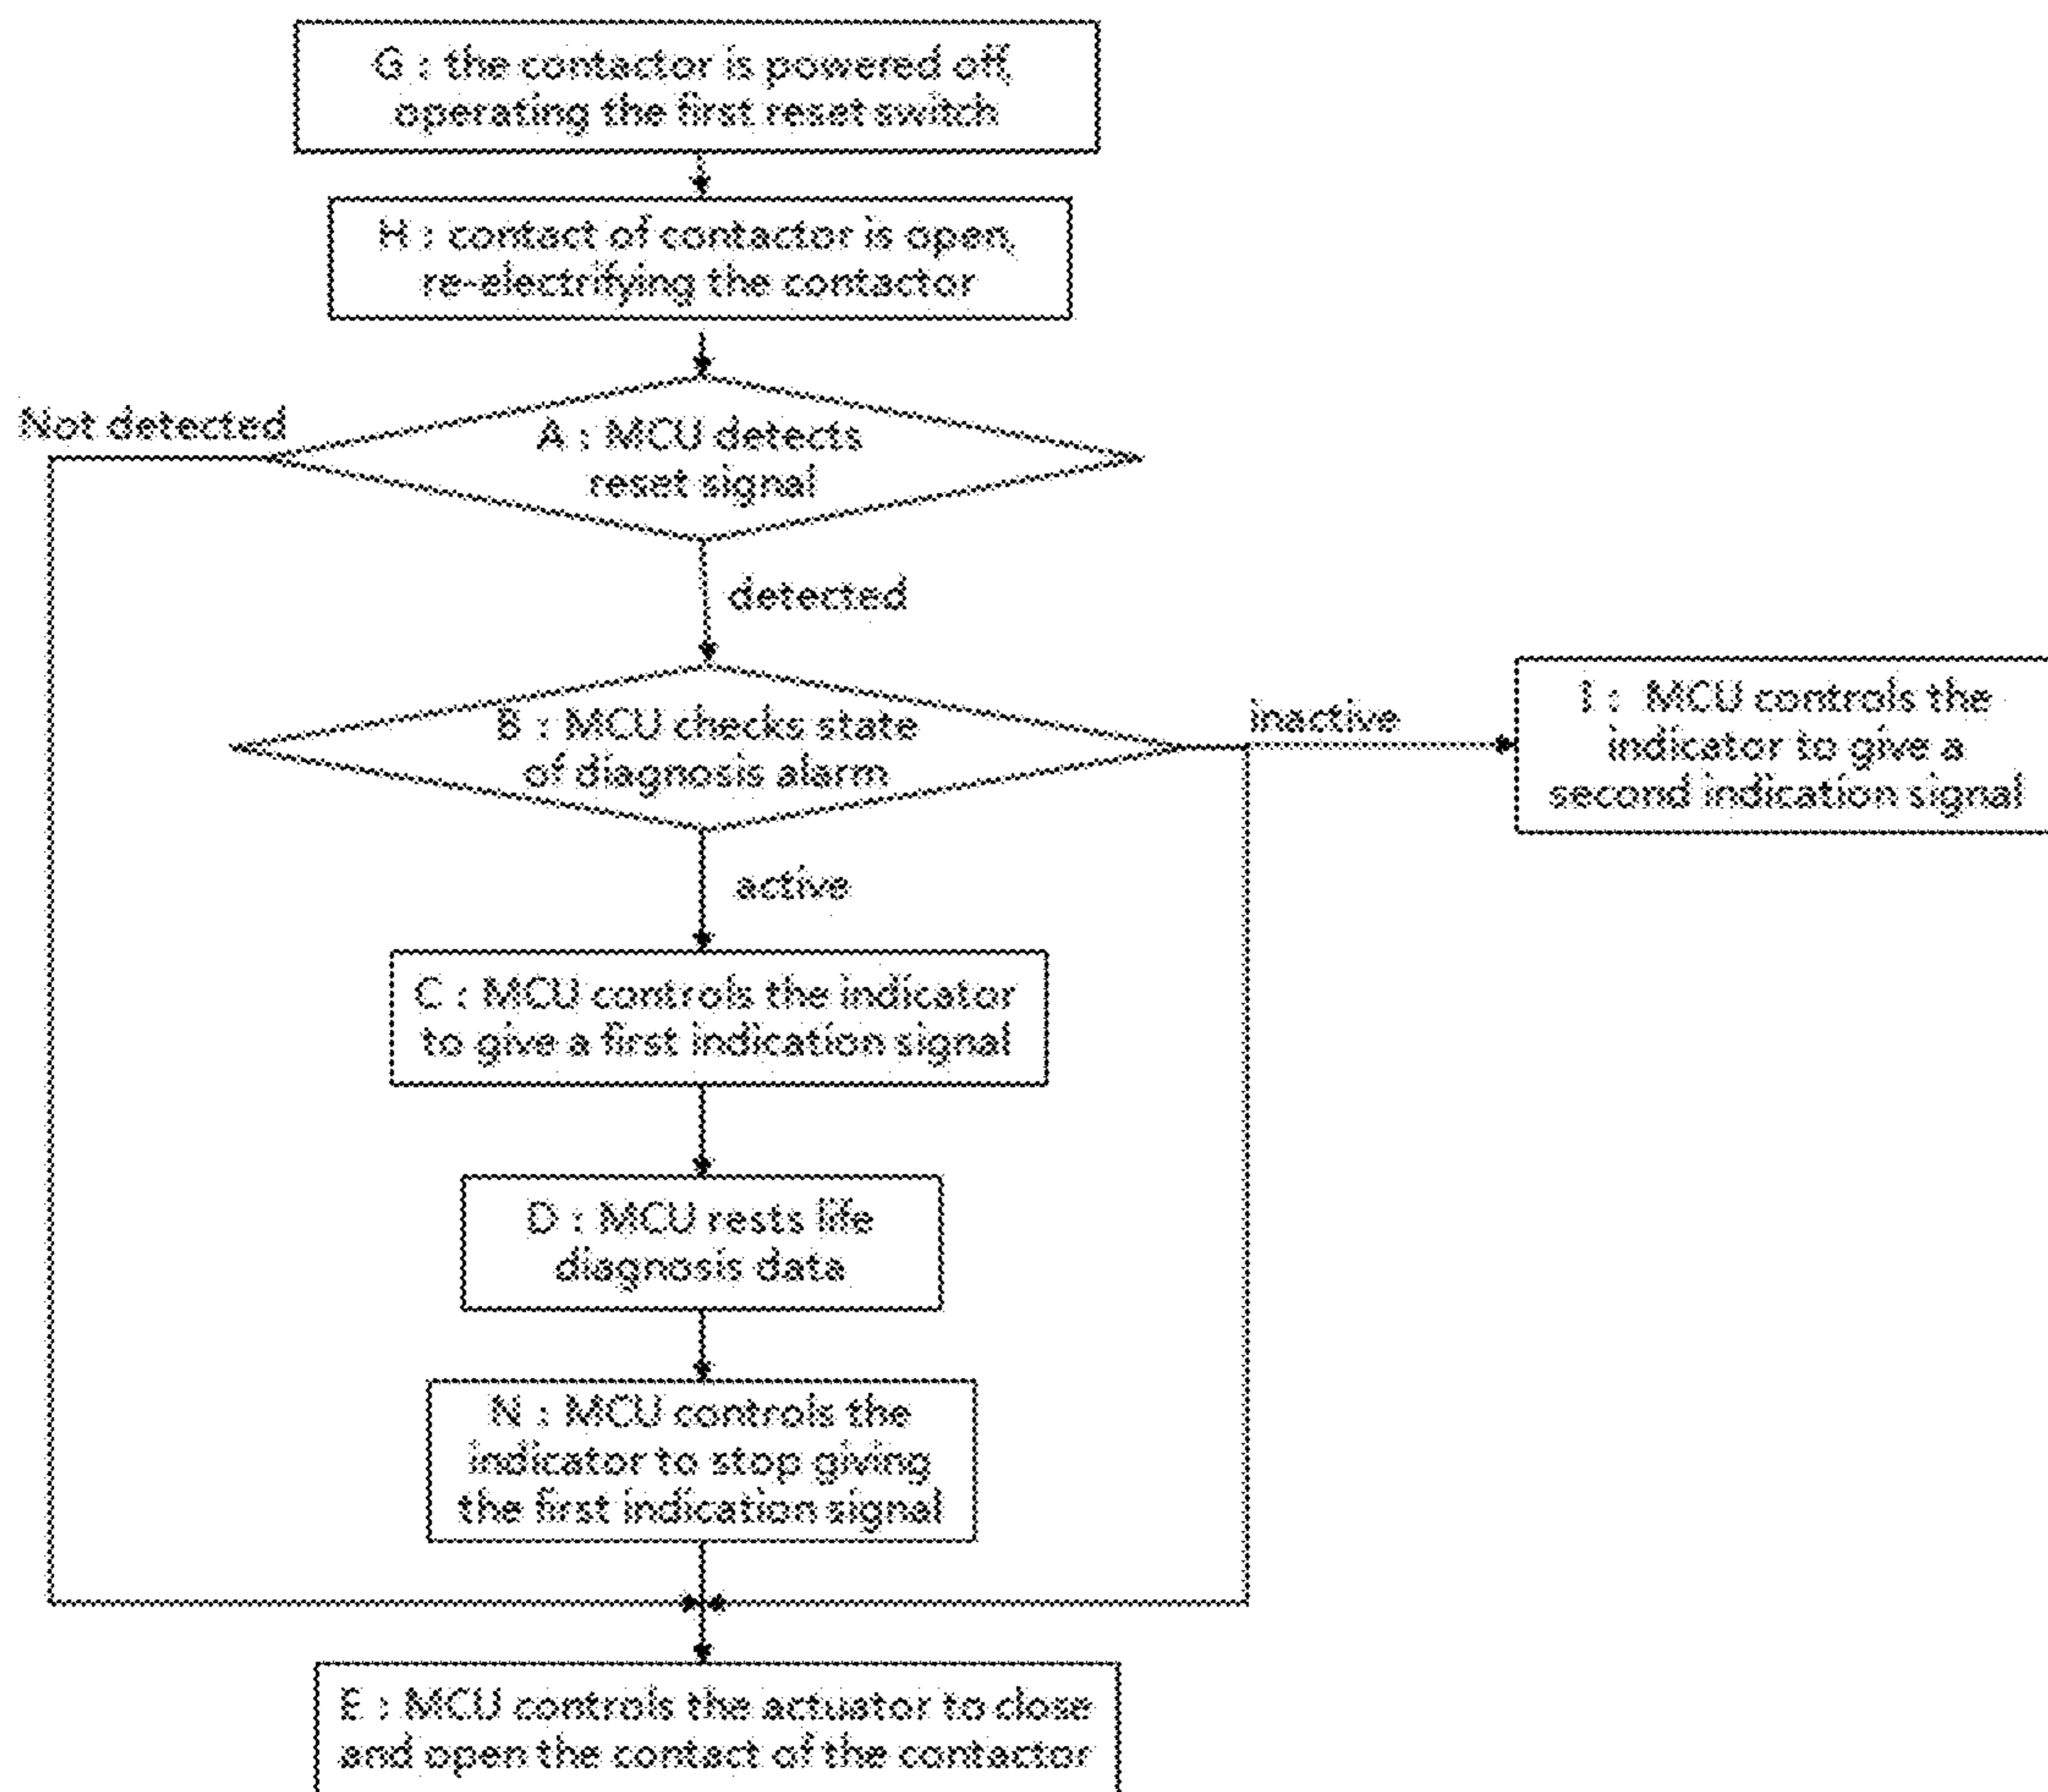 G : the contactor is powered off,
operating the first reset switch
H : contact of contactor is open,
re-electrifying the contactor
Not detected
A : MCU detects
reset signal
detected
B : MCU checks state
of diagnosis alarm
inactive
I : MCU controls the
indicator to give a
second indication signal
active
C : MCU controls the indicator
to give a first indication signal
D : MCU rests life
diagnosis data
N : MCU controls the
indicator to stop giving
the first indication signal
E : MCU controls the actuator to close
and open the contact of the contactor